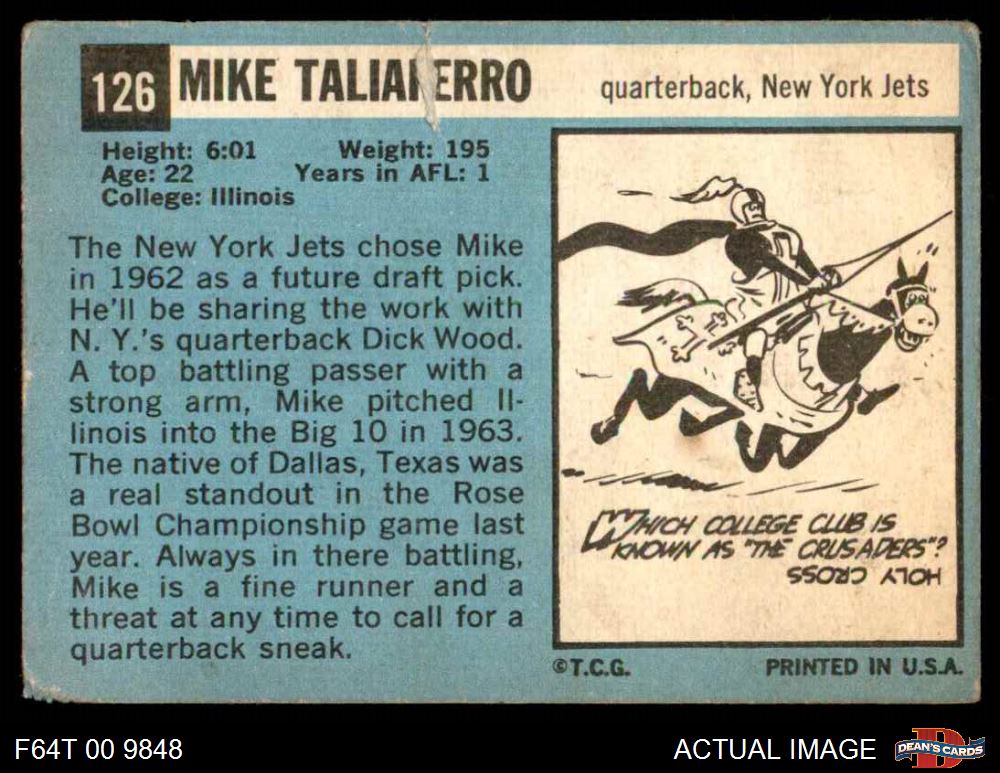 126 MIKE TALIAFERRO quarterback, New York Jets
Height: 6:01 Weight: 195
Age: 22 Years in AFL: 1
College: Illinois
The New York Jets chose Mike
in 1962 as a future draft pick.
He'll be sharing the work with
N. Y.'s quarterback Dick Wood.
A top battling passer with a
strong arm, Mike pitched Il-
linois into the Big 10 in 1963.
The native of Dallas, Texas was
a real standout in the Rose
Bowl Championship game last
year. Always in there battling,
Mike is a fine runner and a
threat at any time to call for a
quarterback sneak.
WHICH COLLEGE CLUB IS
KNOWN AS "THE CRUSADERS"?
HOLY CROSS
©T.C.G. PRINTED IN U.S.A.
F64T 00 9848 ACTUAL IMAGE D DEAN'S CARDS